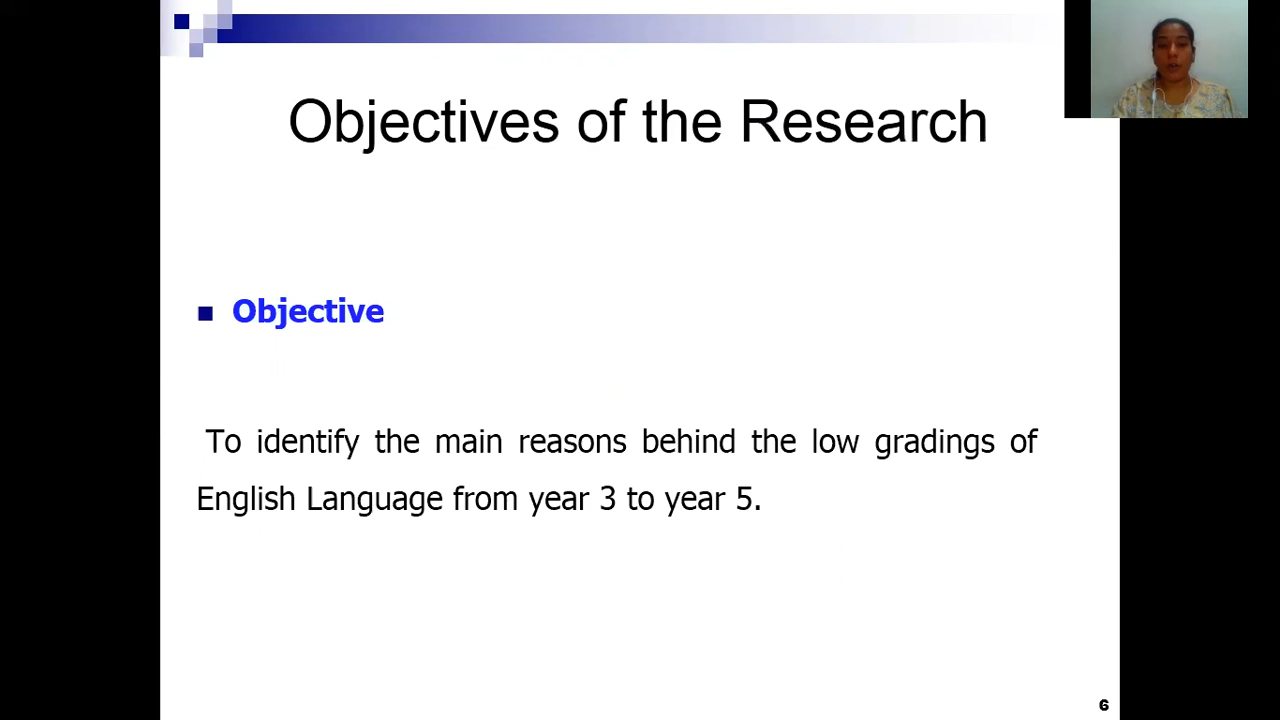 Objectives of the Research
Objective
To identify the main reasons behind the low gradings of
English Language from year 3 to year 5.
6